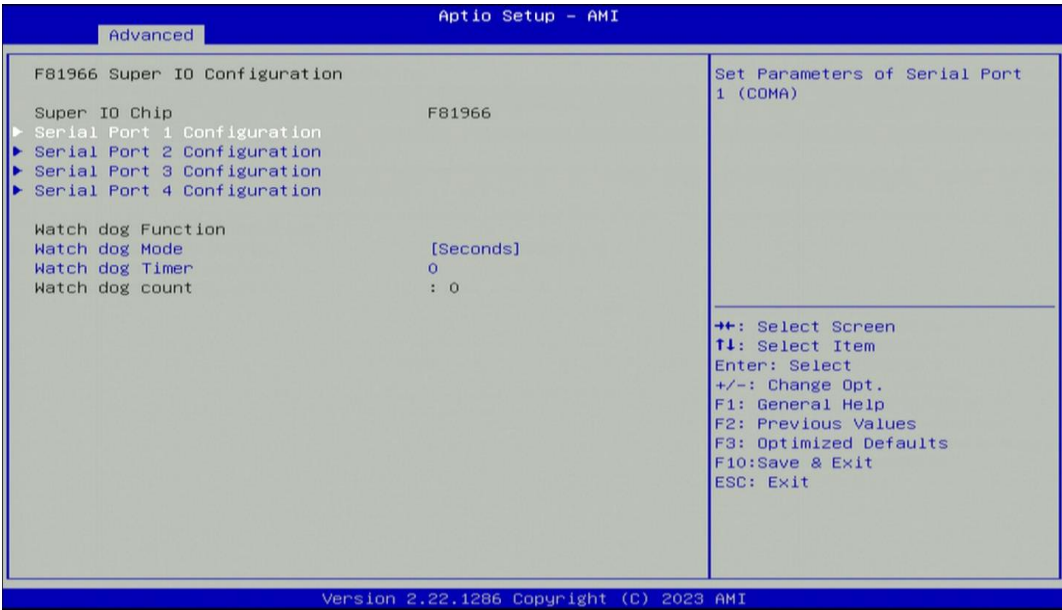 Aptio Setup – AMI
Advanced
F81966 Super IO Configuration
Super IO Chip F81966
▶ Serial Port 1 Configuration
▶ Serial Port 2 Configuration
▶ Serial Port 3 Configuration
▶ Serial Port 4 Configuration
Watch dog Function
Watch dog Mode [Seconds]
Watch dog Timer 0
Watch dog count : 0
Set Parameters of Serial Port
1 (COMA)
→←: Select Screen
↑↓: Select Item
Enter: Select
+/-: Change Opt.
F1: General Help
F2: Previous Values
F3: Optimized Defaults
F10:Save & Exit
ESC: Exit
Version 2.22.1286 Copyright (C) 2023 AMI